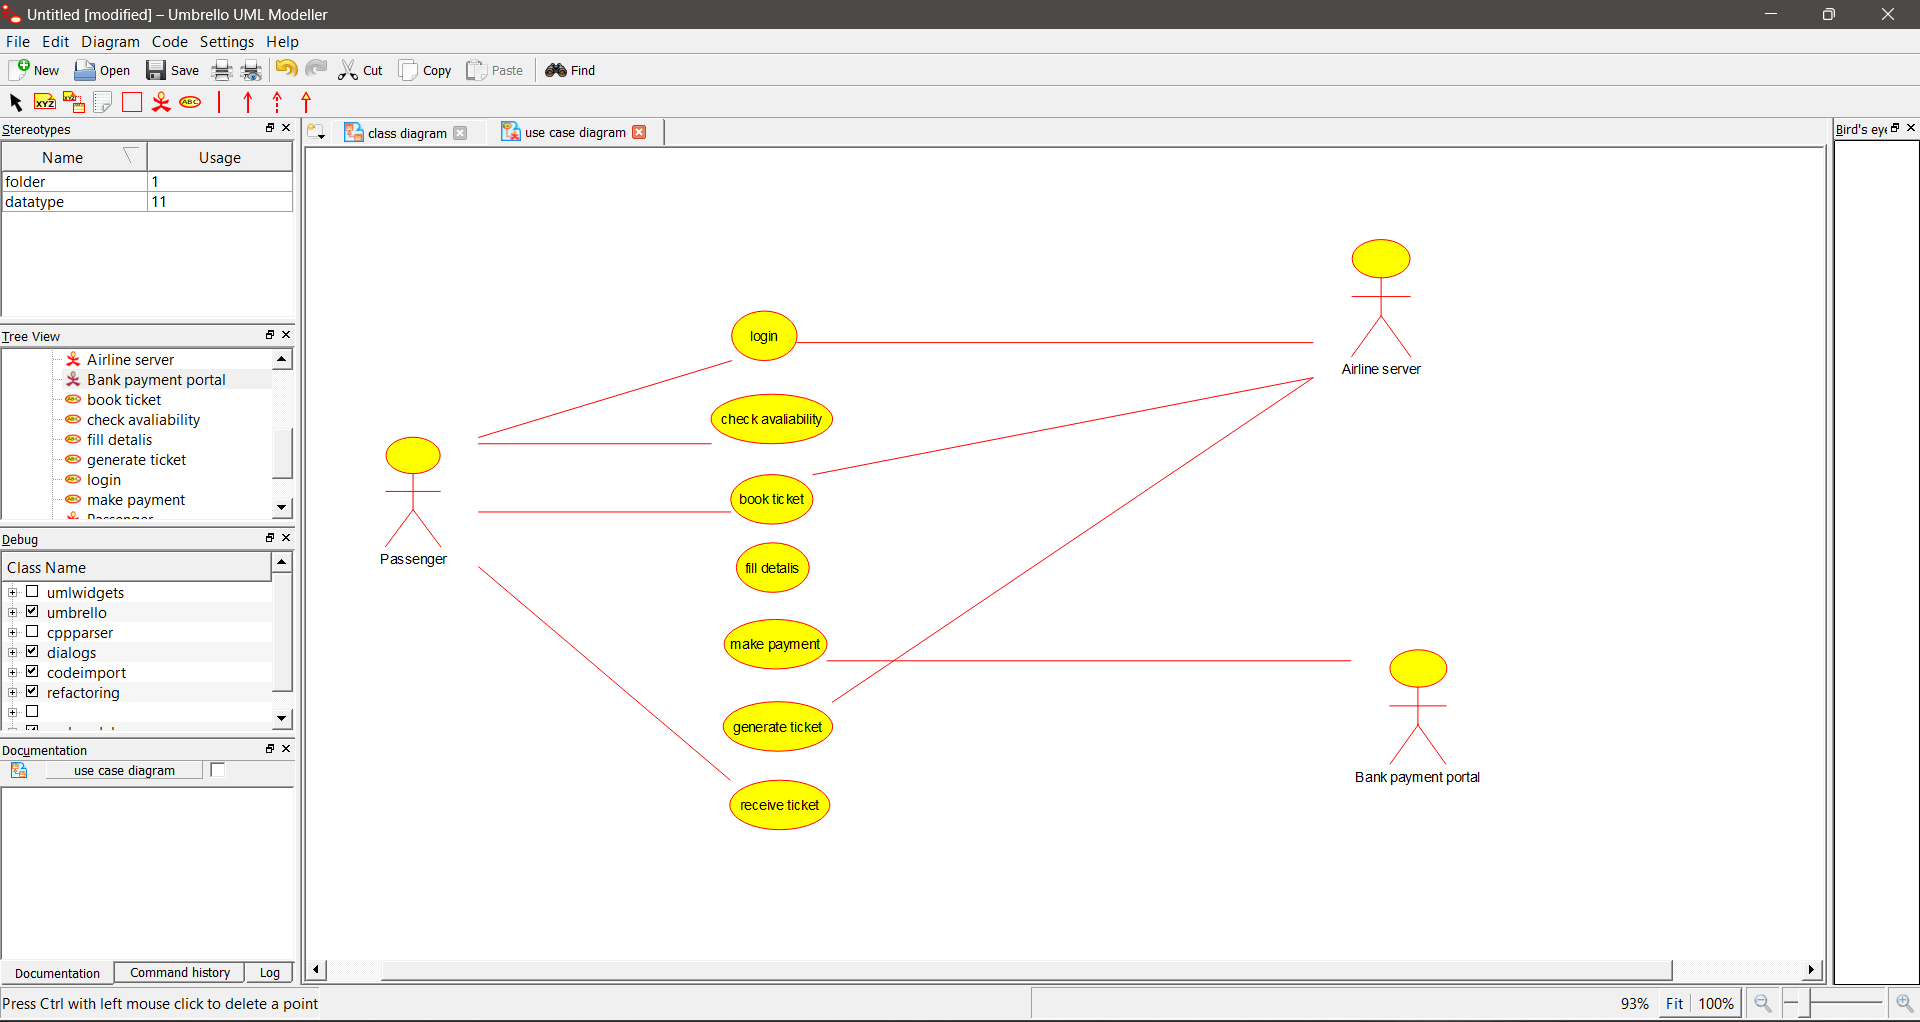 Untitled [modified] – Umbrello UML Modeller
File Edit Diagram Code Settings Help
New Open Save Cut Copy Paste Find
XYZ XYZ ABC
Stereotypes
Name Usage
folder 1
datatype 11
Tree View
Airline server
Bank payment portal
book ticket
check avaliability
fill detalis
generate ticket
login
make payment
Passenger
Debug
Class Name
umlwidgets
umbrello
cppparser
dialogs
codeimport
refactoring
Documentation
use case diagram
Documentation Command history Log
class diagram use case diagram
Airline server
login
check avaliability
book ticket
Passenger
fill detalis
make payment
generate ticket
Bank payment portal
receive ticket
Bird's eye
Press Ctrl with left mouse click to delete a point
93% Fit 100%